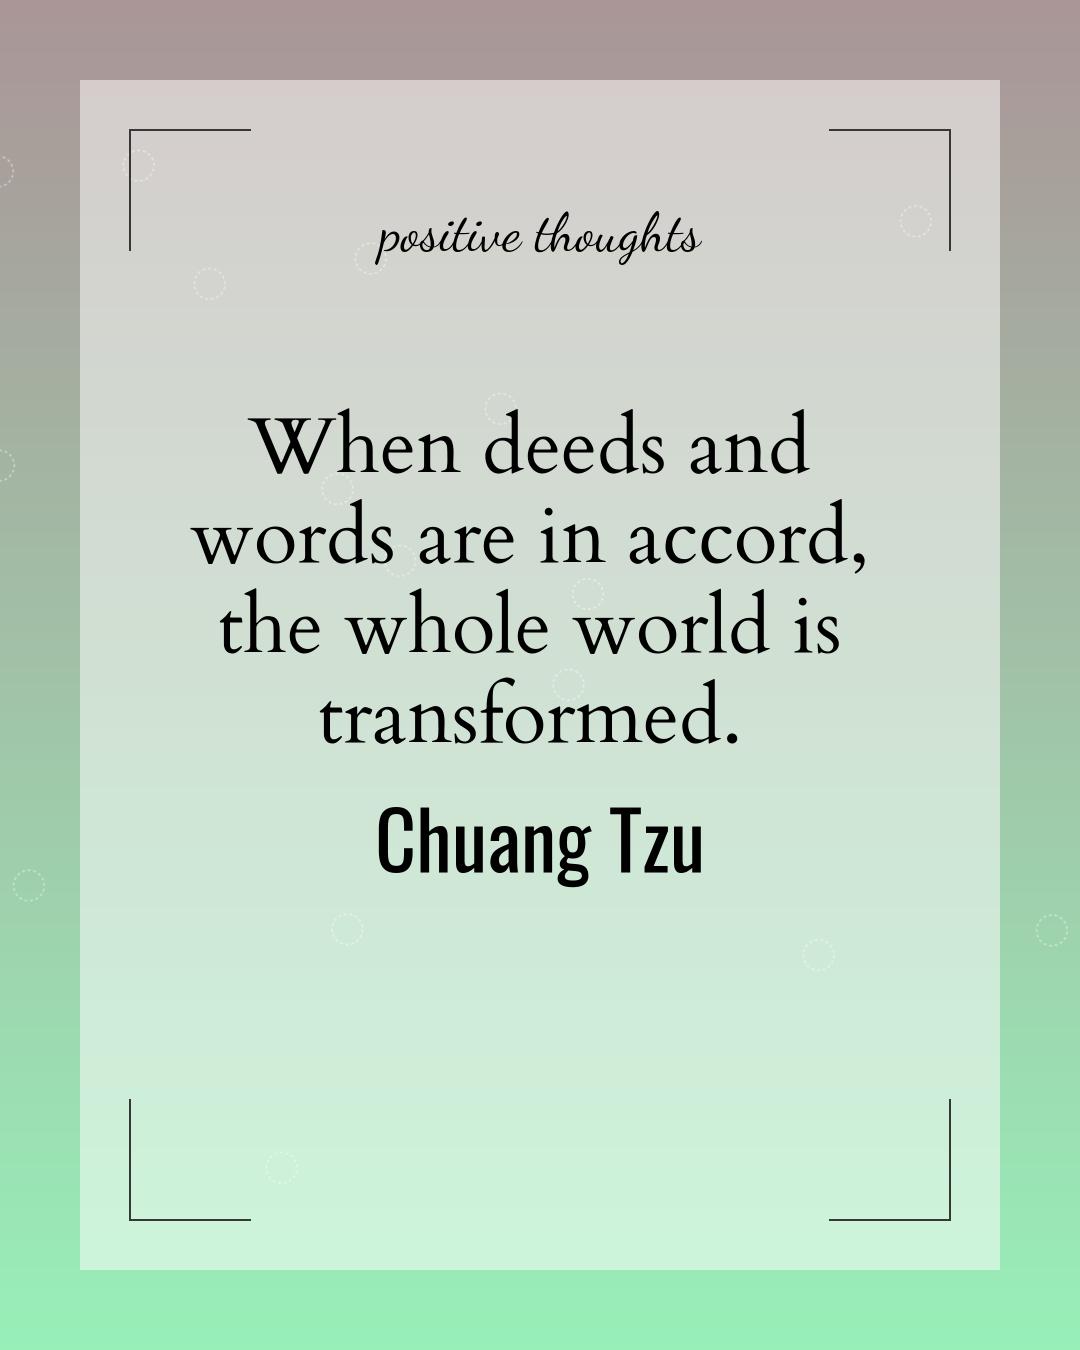 positive thoughts
When deeds and
words are in accord,
the whole world is
transformed.
Chuang Tzu